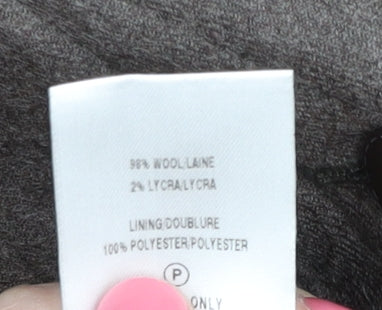 98% WOOL/LAINE
2% LYCRA/LYCRA
LINING/DOUBLURE
100% POLYESTER/POLYESTER
P
ONLY